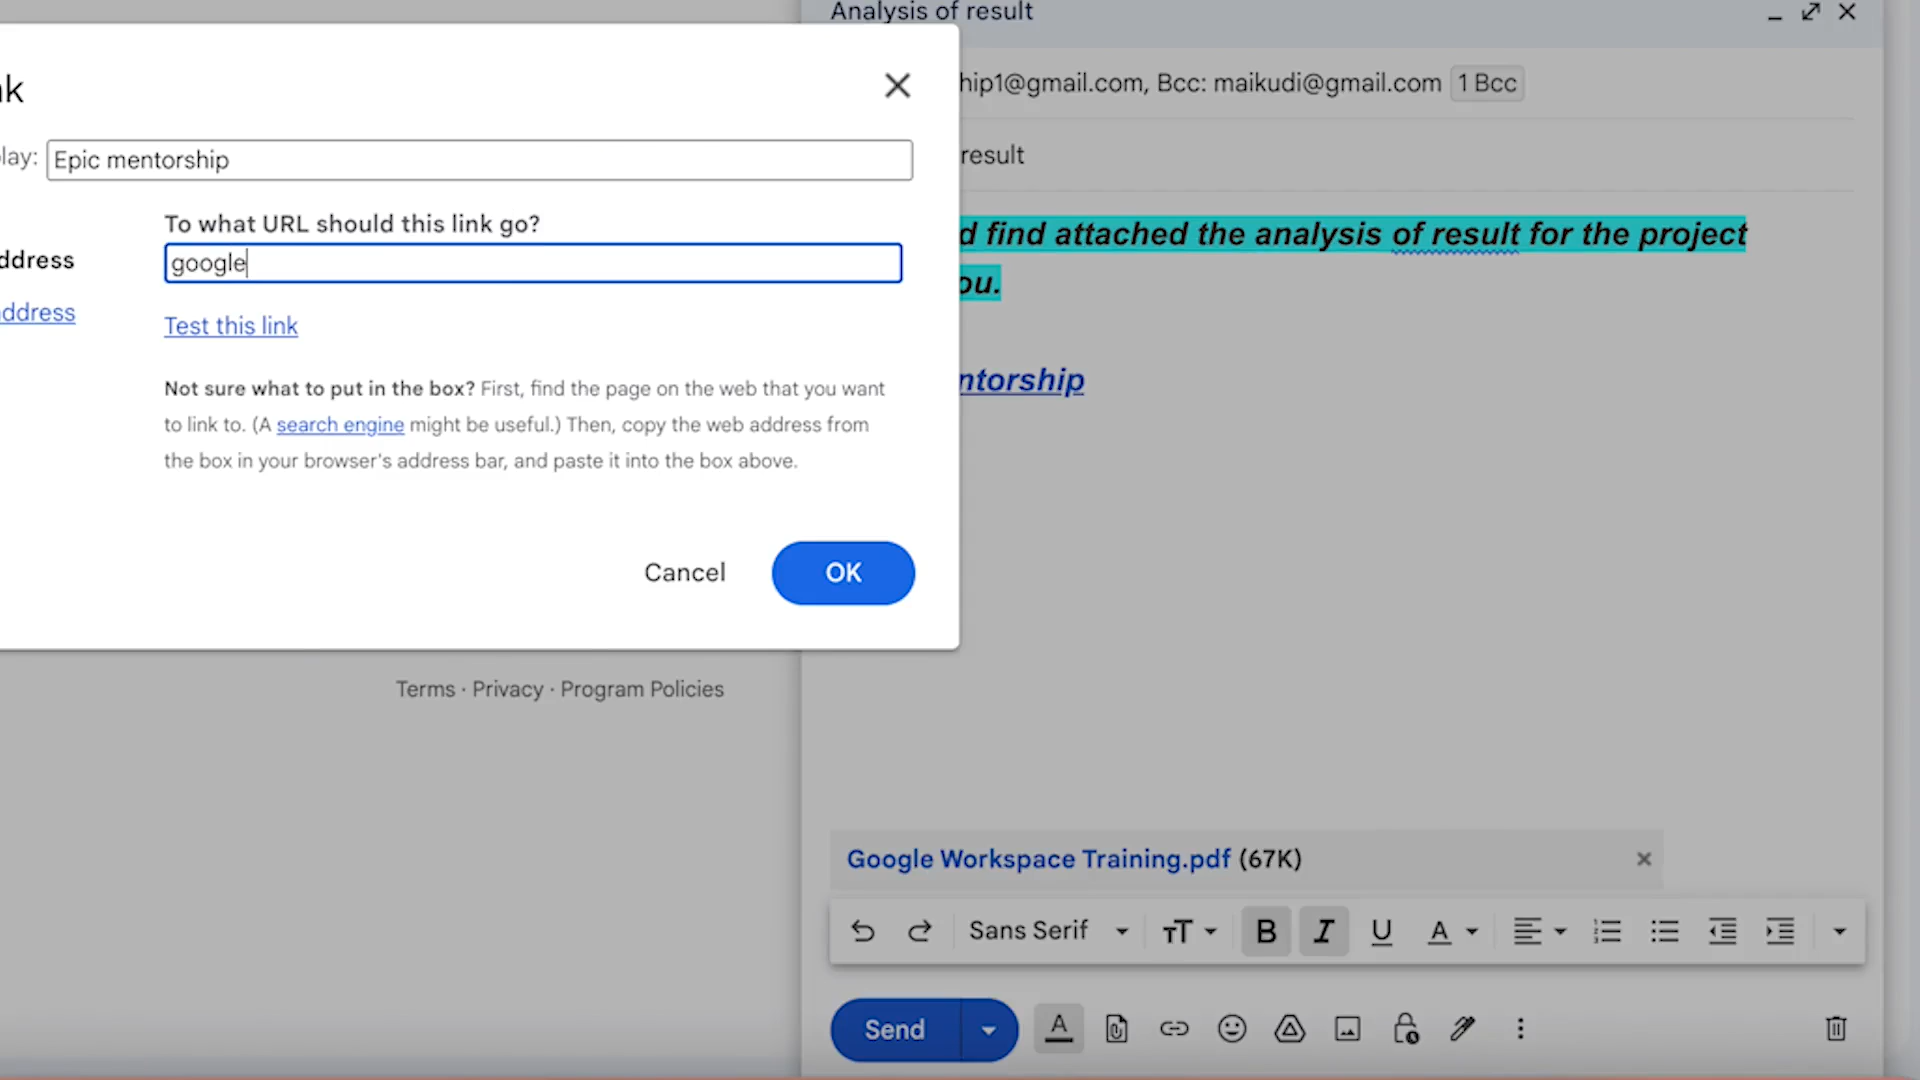 Analysis of result
nk
hip1@gmail.com, Bcc: maikudi@gmail.com 1 Bcc
lay: Epic mentorship
result
To what URL should this link go?
d find attached the analysis of result for the project
ddress
google
ou.
address
Test this link
ntorship
Not sure what to put in the box? First, find the page on the web that you want
to link to. (A search engine might be useful.) Then, copy the web address from
the box in your browser's address bar, and paste it into the box above.
Cancel
OK
Terms · Privacy · Program Policies
Google Workspace Training.pdf (67K)
Sans Serif
Send